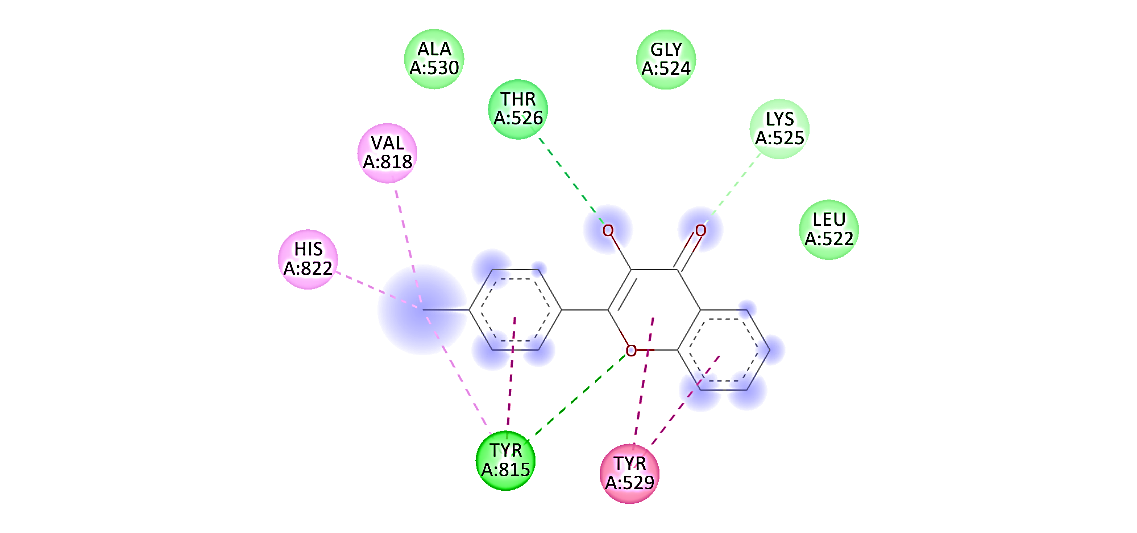 ALA
A:530
GLY
A:524
THR
A:526
LYS
A:525
VAL
A:818
LEU
A:522
HIS
A:822
O
O
O
TYR
A:815
TYR
A:529